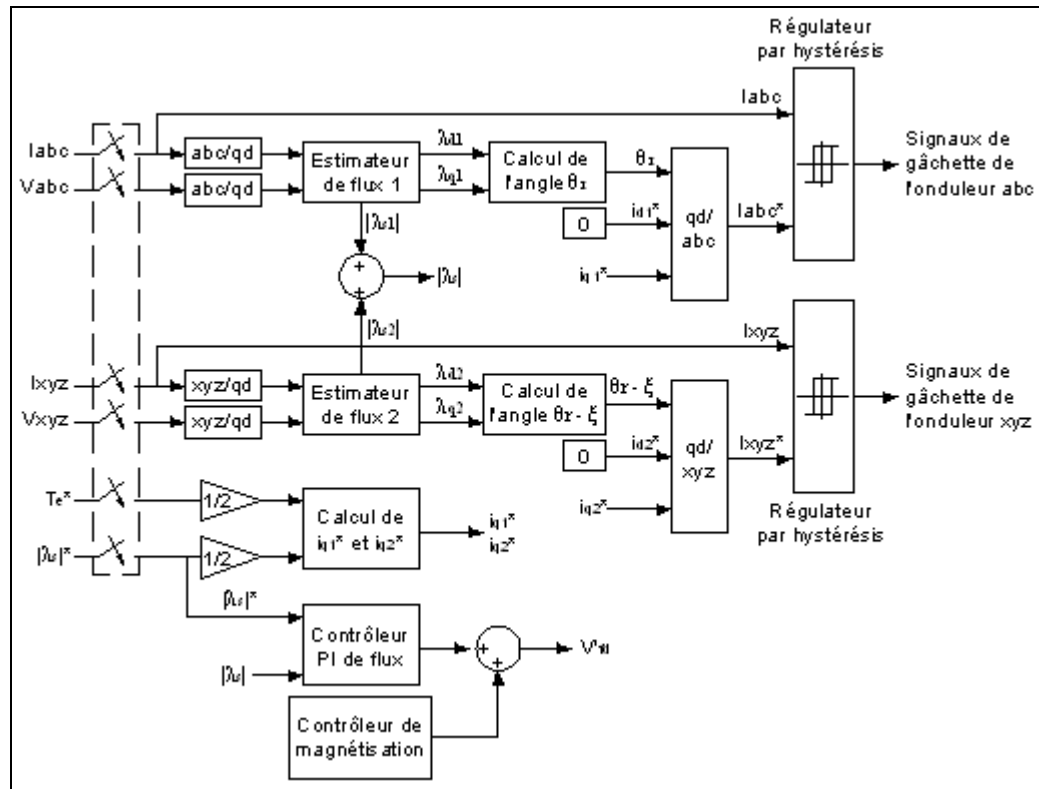 Régulateur
par hystérésis
Iabc
Iabc
Vabc
abc/qd
abc/qd
Estimateur
de flux 1
λd1
λq1
Calcul de
l'angle θr
θr
0
id1*
iq1*
qd/
abc
Iabc*
Signaux de
gâchette de
l'onduleur abc
|λs1|
+
+
|λs|
|λs2|
Ixyz
Ixyz
Vxyz
xyz/qd
xyz/qd
Estimateur
de flux 2
λd2
λq2
Calcul de
l'angle θr - ξ
θr - ξ
0
id2*
iq2*
qd/
xyz
Ixyz*
Signaux de
gâchette de
l'onduleur xyz
Régulateur
par hystérésis
Te*
1/2
|λs|*
1/2
Calcul de
iq1* et iq2*
iq1*
iq2*
|λs|*
|λs|
Contrôleur
PI de flux
+
+
Contrôleur de
magnétisation